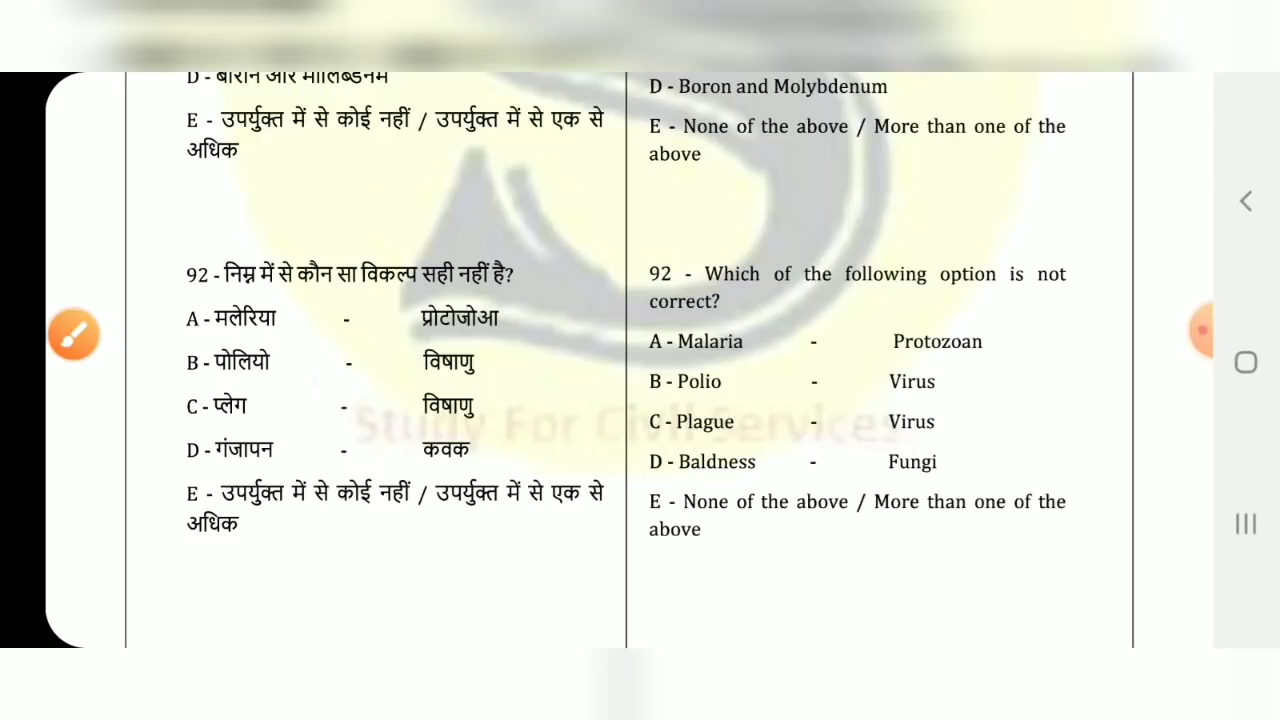 D - बोरॉन और मॉलिब्डेनम
E - उपर्युक्त में से कोई नहीं / उपर्युक्त में से एक से
अधिक
92 - निम्न में से कौन सा विकल्प सही नहीं है?
A - मलेरिया - प्रोटोजोआ
B - पोलियो - विषाणु
C - प्लेग - विषाणु
D - गंजापन - कवक
E - उपर्युक्त में से कोई नहीं / उपर्युक्त में से एक से
अधिक
D - Boron and Molybdenum
E - None of the above / More than one of the
above
92 - Which of the following option is not
correct?
A - Malaria - Protozoan
B - Polio - Virus
C - Plague - Virus
D - Baldness - Fungi
E - None of the above / More than one of the
above
Study For Civil Services